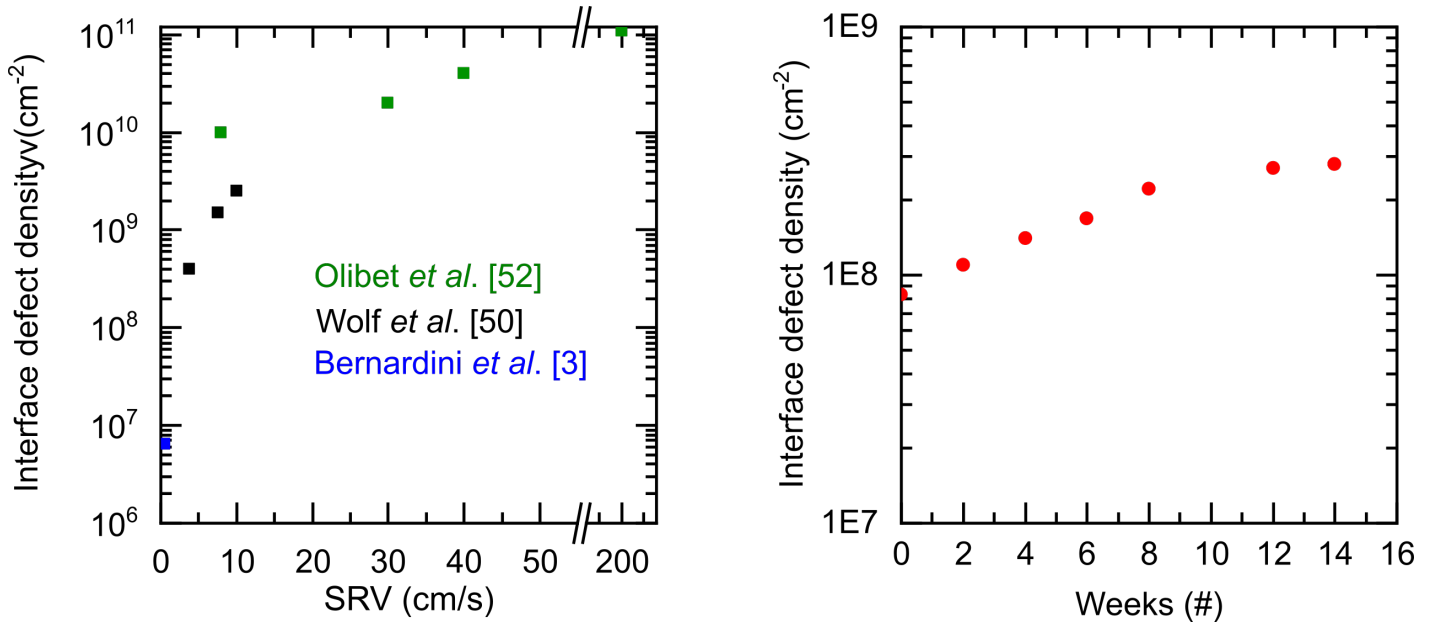 Interface defect densityv(cm-2)
10^11
10^10
10^9
10^8
10^7
10^6
Olibet et al. [52]
Wolf et al. [50]
Bernardini et al. [3]
0 10 20 30 40 50 200
SRV (cm/s)
Interface defect density (cm-2)
1E9
1E8
1E7
0 2 4 6 8 10 12 14 16
Weeks (#)